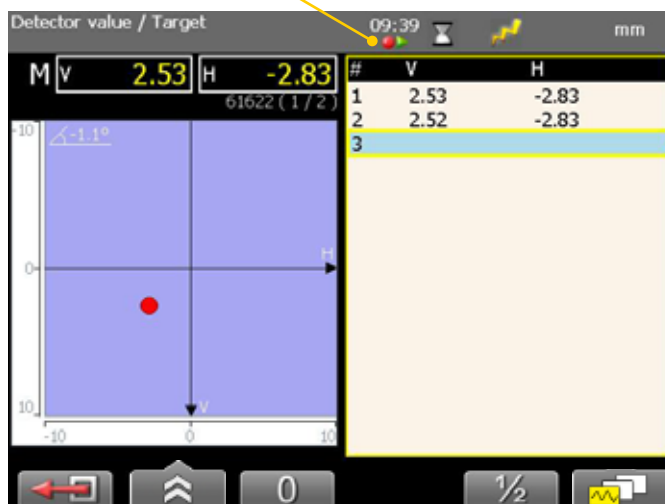 Detector value / Target 09:39 mm
M V 2.53 H -2.83
61622 ( 1 / 2 )
# V H
1 2.53 -2.83
2 2.52 -2.83
3
-10
-1.1°
H
0
10
V
-10 0 10
0 ½